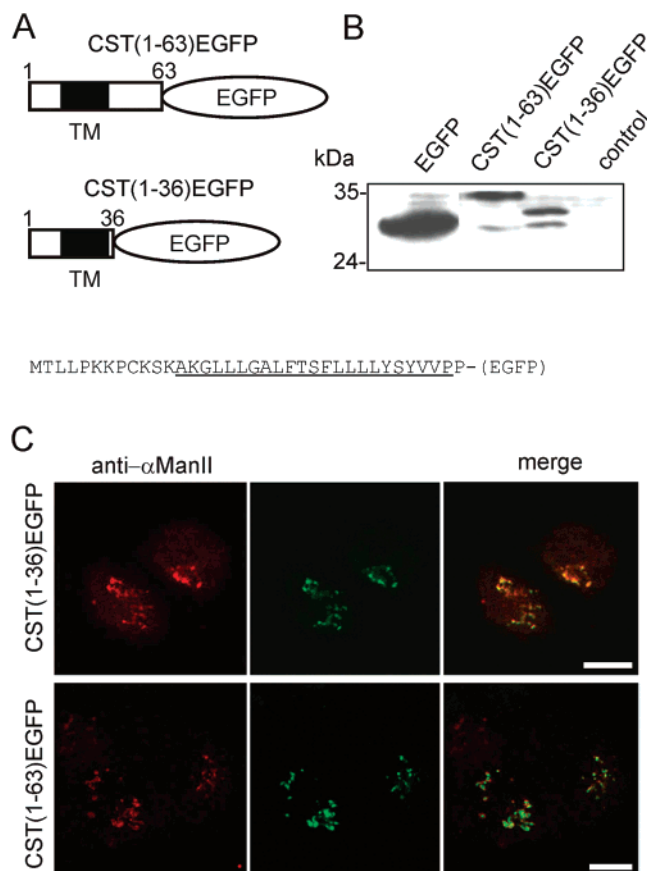 A
CST(1-63)EGFP
1
63
EGFP
TM
CST(1-36)EGFP
1
36
EGFP
TM
B
EGFP
CST(1-63)EGFP
CST(1-36)EGFP
control
kDa
35-
24-
MTLLPKKPCKSKAKGLLLGALFTSFLLLLYSYVVPP-(EGFP)
C
anti-αManII
merge
CST(1-36)EGFP
CST(1-63)EGFP